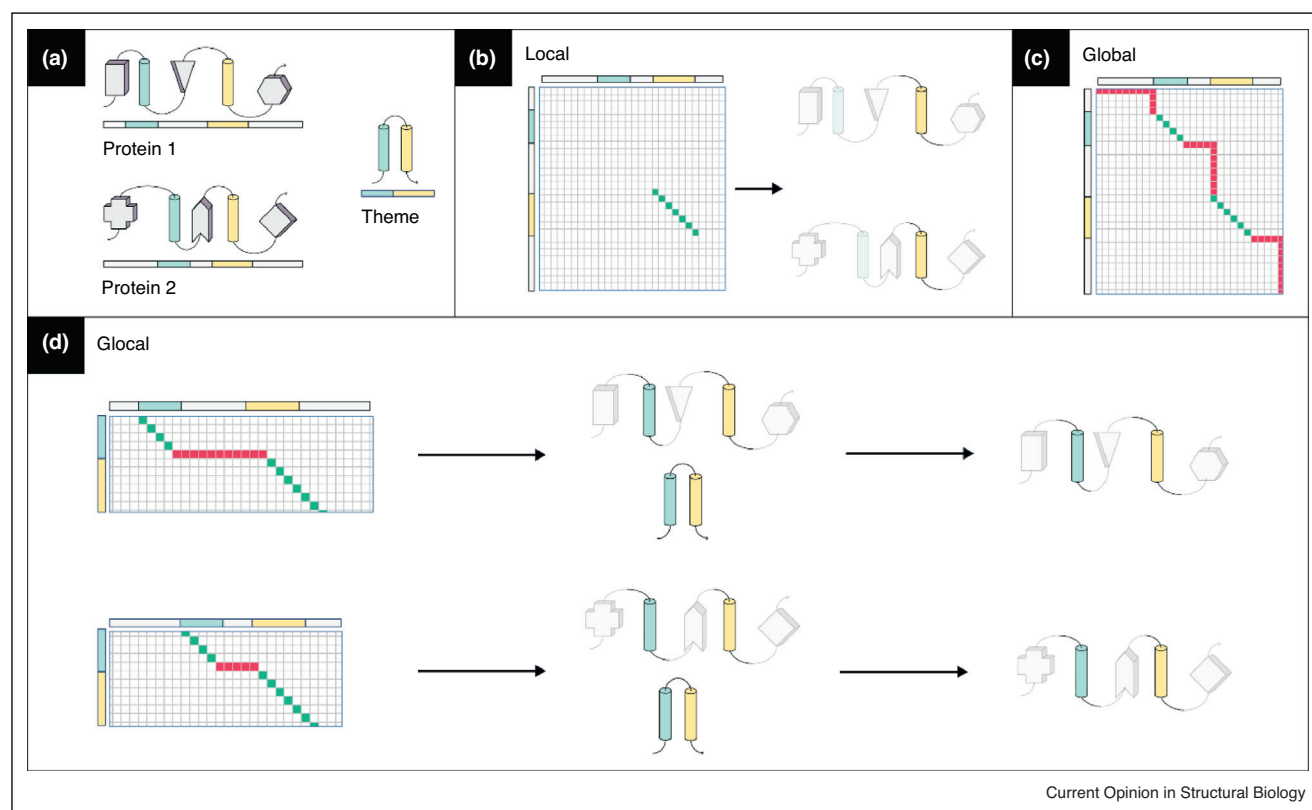 (a)
Protein 1
Protein 2
Theme
(b)
Local
(c)
Global
(d)
Glocal
Current Opinion in Structural Biology